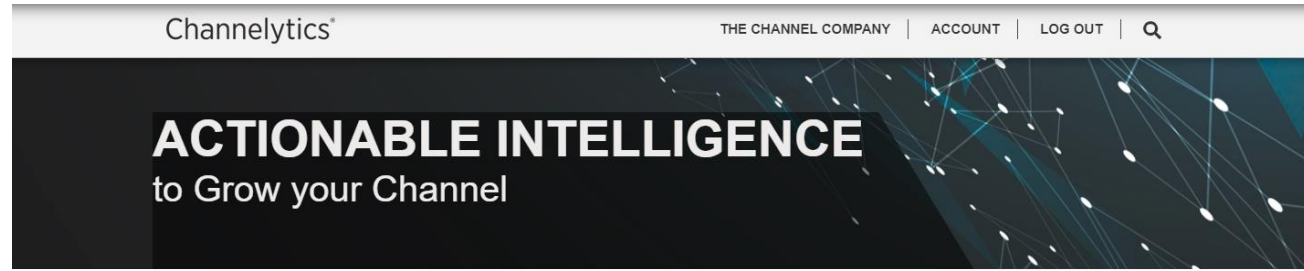 Channelytics®
THE CHANNEL COMPANY | ACCOUNT | LOG OUT |
ACTIONABLE INTELLIGENCE
to Grow your Channel